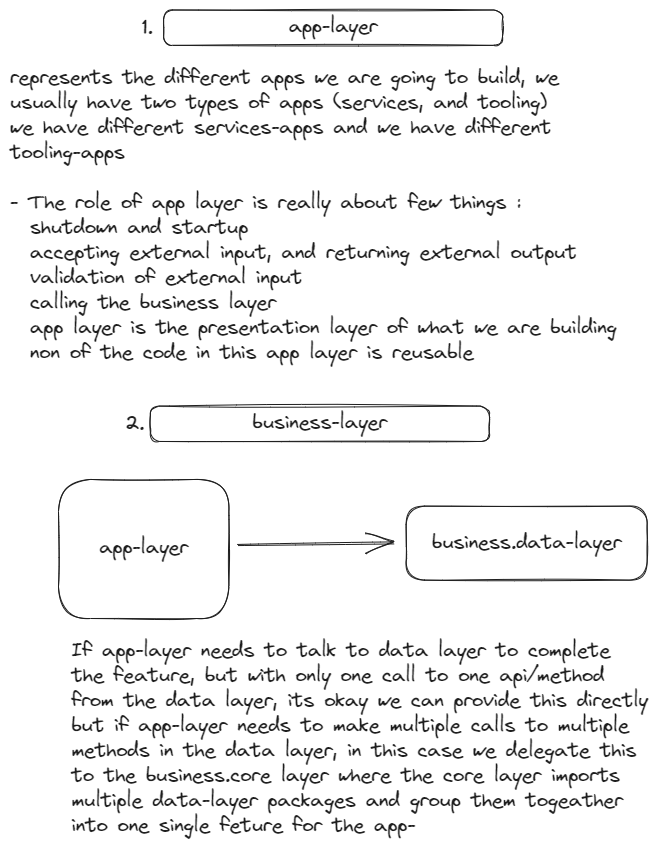 1. app-layer
represents the different apps we are going to build, we
usually have two types of apps (services, and tooling)
we have different services-apps and we have different
tooling-apps
- The role of app layer is really about few things :
shutdown and startup
accepting external input, and returning external output
validation of external input
calling the business layer
app layer is the presentation layer of what we are building
non of the code in this app layer is reusable
2. business-layer
app-layer
business.data-layer
If app-layer needs to talk to data layer to complete
the feature, but with only one call to one api/method
from the data layer, its okay we can provide this directly
but if app-layer needs to make multiple calls to multiple
methods in the data layer, in this case we delegate this
to the business.core layer where the core layer imports
multiple data-layer packages and group them togeather
into one single feture for the app-